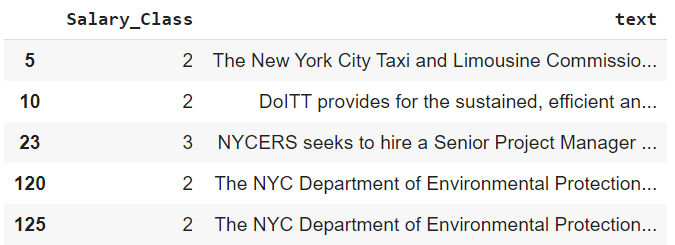 Salary_Class text
5 2 The New York City Taxi and Limousine Commissio...
10 2 DoITT provides for the sustained, efficient an...
23 3 NYCERS seeks to hire a Senior Project Manager ...
120 2 The NYC Department of Environmental Protection...
125 2 The NYC Department of Environmental Protection...